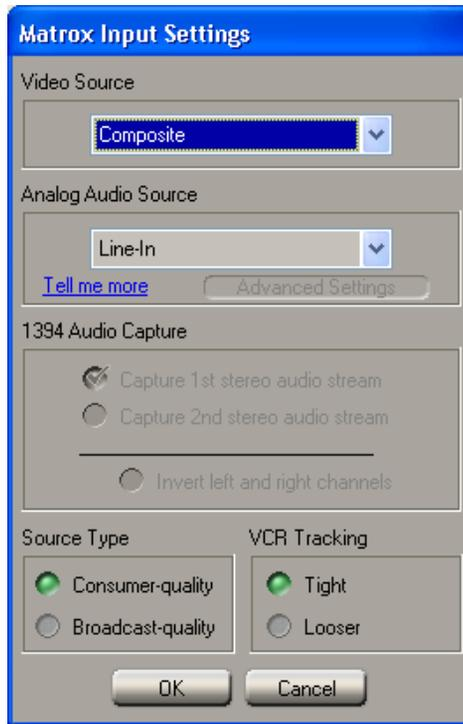 Matrox Input Settings
Video Source
Composite
Analog Audio Source
Line-In
Tell me more
Advanced Settings
1394 Audio Capture
Capture 1st stereo audio stream
Capture 2nd stereo audio stream
Invert left and right channels
Source Type
Consumer-quality
Broadcast-quality
VCR Tracking
Tight
Looser
OK
Cancel